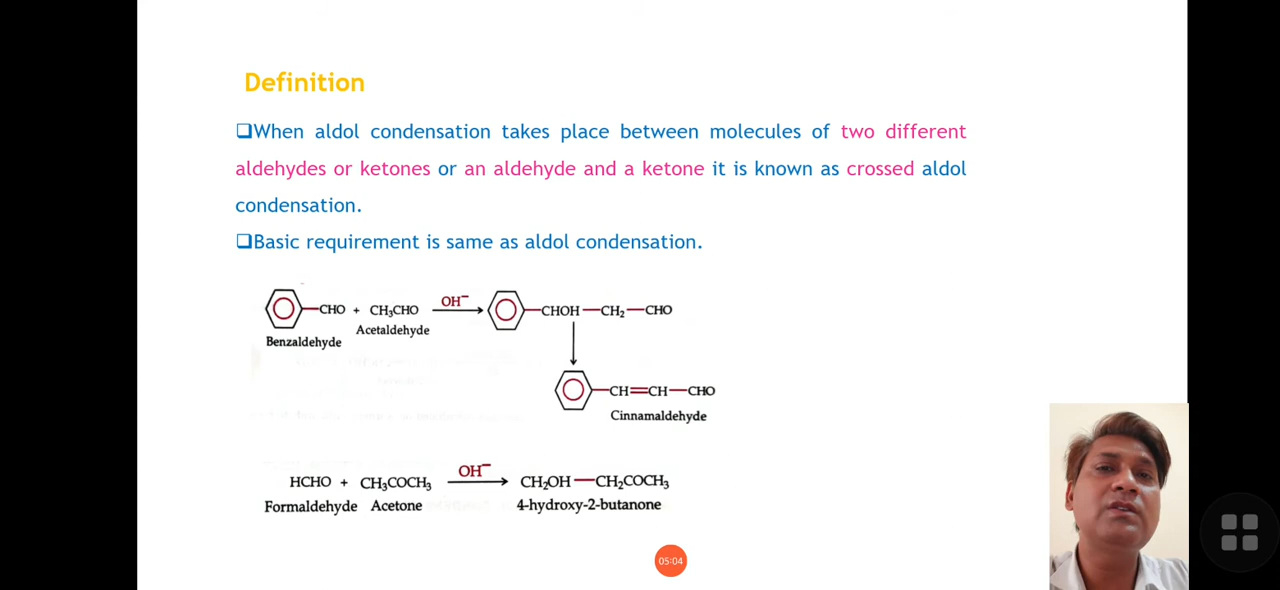 Definition
❑When aldol condensation takes place between molecules of two different
aldehydes or ketones or an aldehyde and a ketone it is known as crossed aldol
condensation.
❑Basic requirement is same as aldol condensation.
OH⁻
—CHO + CH₃CHO ⟶ —CHOH—CH₂—CHO
Acetaldehyde
Benzaldehyde
—CH=CH—CHO
Cinnamaldehyde
OH⁻
HCHO + CH₃COCH₃ ⟶ CH₂OH—CH₂COCH₃
Formaldehyde Acetone 4-hydroxy-2-butanone
05:04